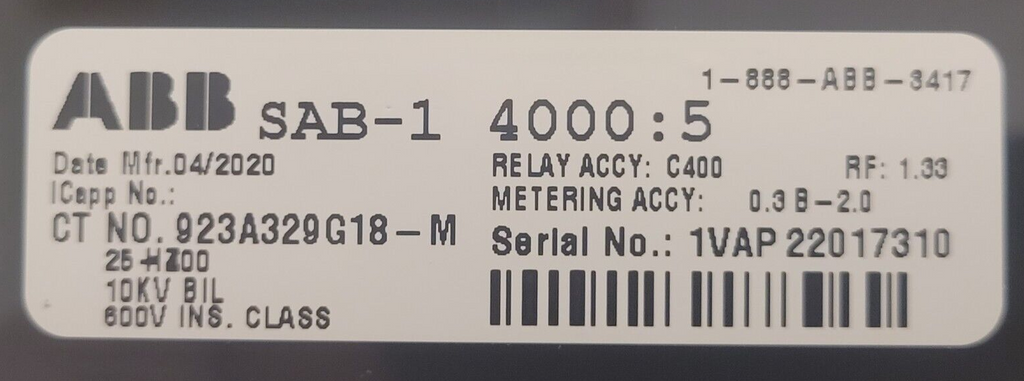 1-888-ABB-3417
ABB SAB-1 4000:5
Date Mfr.04/2020
RELAY ACCY: C400 RF: 1.33
ICapp No.:
METERING ACCY: 0.3 B-2.0
CT NO. 923A329G18-M
Serial No.: 1VAP 22017310
10KV BIL
600V INS. CLASS